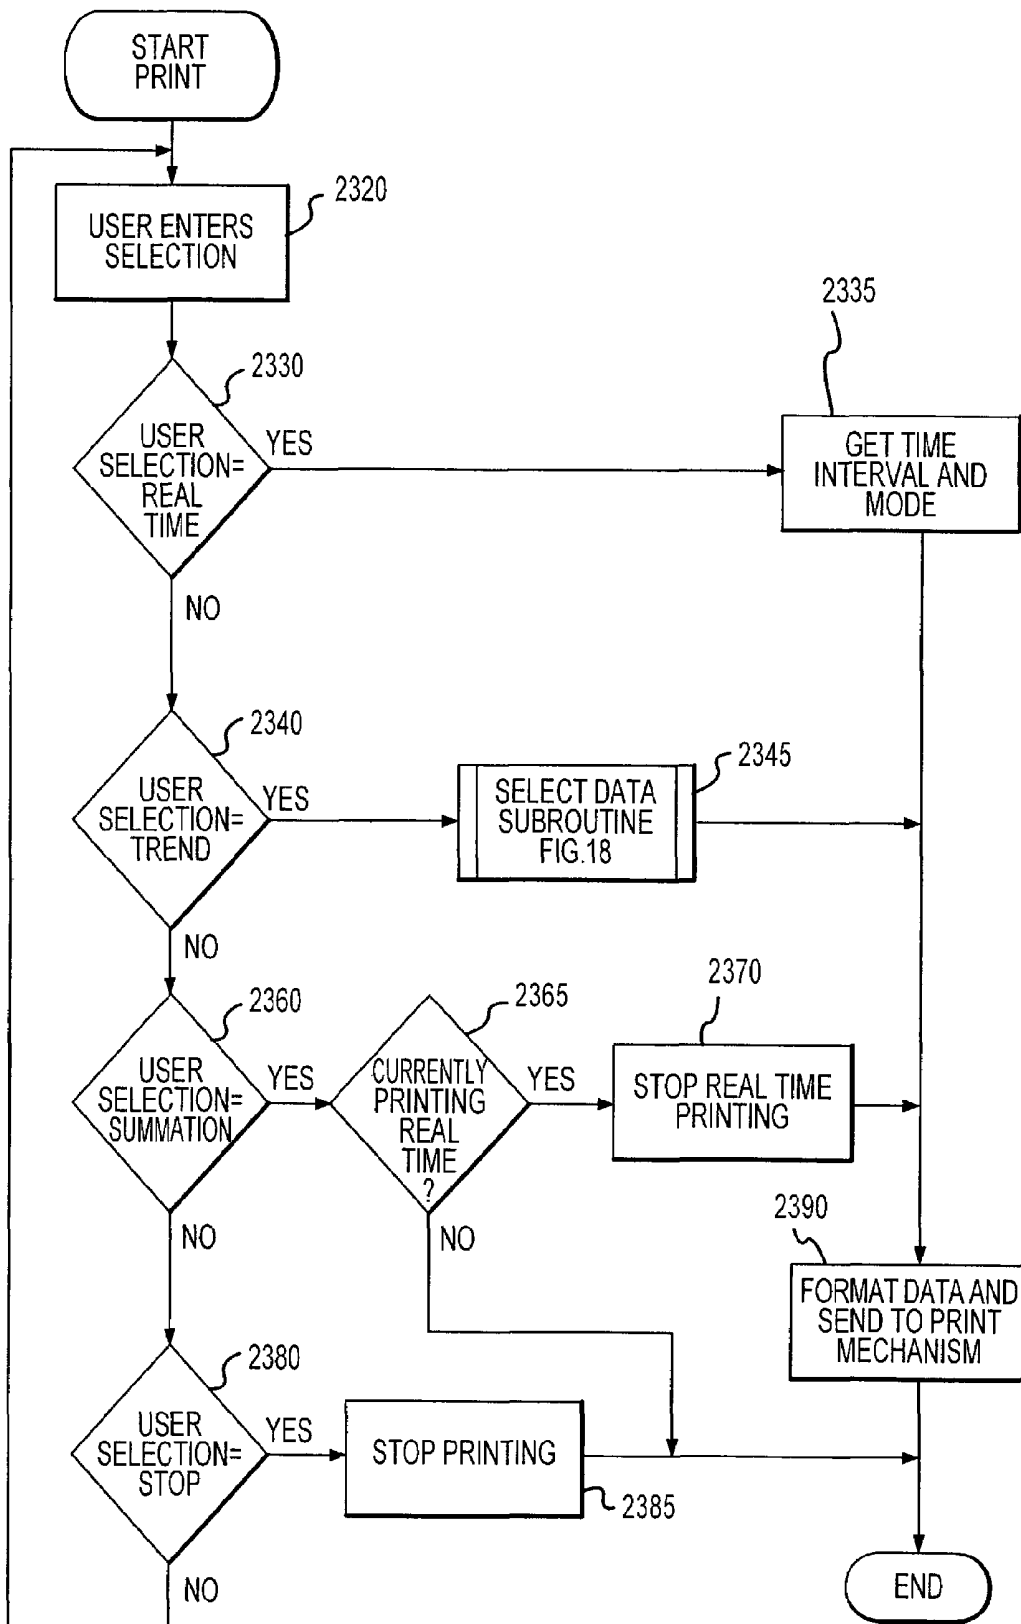 START
PRINT
2320
USER ENTERS
SELECTION
2335
2330
USER
SELECTION=
REAL
TIME
YES
GET TIME
INTERVAL AND
MODE
NO
2340
USER
SELECTION=
TREND
YES
2345
SELECT DATA
SUBROUTINE
FIG.18
NO
2360
USER
SELECTION=
SUMMATION
YES
2365
CURRENTLY
PRINTING
REAL
TIME
?
YES
2370
STOP REAL TIME
PRINTING
NO
NO
2390
FORMAT DATA AND
SEND TO PRINT
MECHANISM
2380
USER
SELECTION=
STOP
YES
STOP PRINTING
2385
NO
END